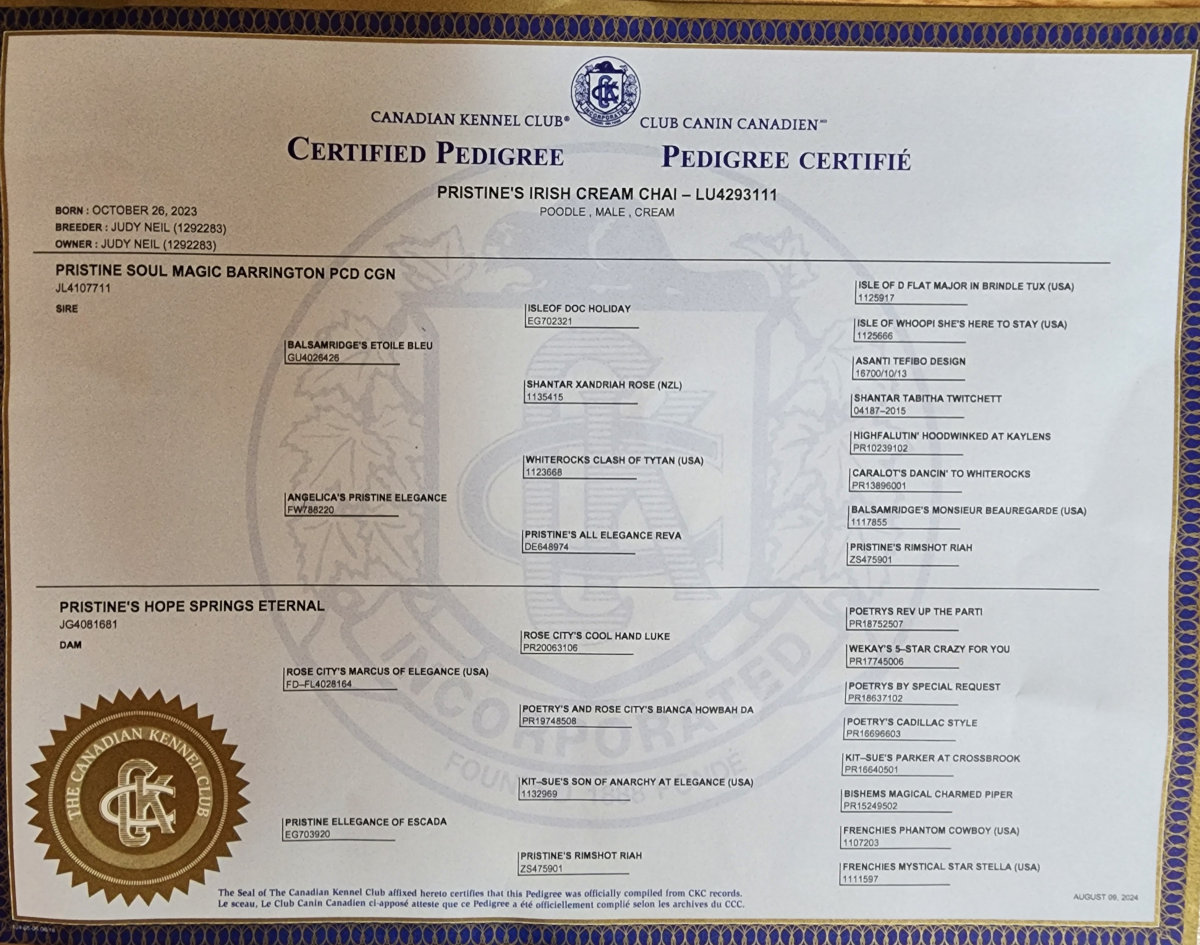 CANADIAN KENNEL CLUB® CLUB CANIN CANADIEN
CERTIFIED PEDIGREE PEDIGREE CERTIFIÉ
PRISTINE'S IRISH CREAM CHAI – LU4293111
POODLE , MALE , CREAM
BORN : OCTOBER 26, 2023
BREEDER : JUDY NEIL (1292283)
OWNER : JUDY NEIL (1292283)
PRISTINE SOUL MAGIC BARRINGTON PCD CGN
JL4107711
SIRE
BALSAMRIDGE'S ETOILE BLEU
GU4026426
ANGELICA'S PRISTINE ELEGANCE
FW788220
ISLEOF DOC HOLIDAY
EG702321
SHANTAR XANDRIAH ROSE (NZL)
1135415
WHITEROCKS CLASH OF TYTAN (USA)
1123668
PRISTINE'S ALL ELEGANCE REVA
DE648974
ISLE OF D FLAT MAJOR IN BRINDLE TUX (USA)
1125917
ISLE OF WHOOPI SHE'S HERE TO STAY (USA)
1125666
ASANTI TEFIBO DESIGN
16700/10/13
SHANTAR TABITHA TWITCHETT
04187–2015
HIGHFALUTIN' HOODWINKED AT KAYLENS
PR10239102
CARALOT'S DANCIN' TO WHITEROCKS
PR13896001
BALSAMRIDGE'S MONSIEUR BEAUREGARDE (USA)
1117855
PRISTINE'S RIMSHOT RIAH
ZS475901
PRISTINE'S HOPE SPRINGS ETERNAL
JG4081681
DAM
ROSE CITY'S MARCUS OF ELEGANCE (USA)
FD–FL4028164
PRISTINE ELLEGANCE OF ESCADA
EG703920
ROSE CITY'S COOL HAND LUKE
PR20063106
POETRY'S AND ROSE CITY'S BIANCA HOWBAH DA
PR19748508
KIT–SUE'S SON OF ANARCHY AT ELEGANCE (USA)
1132969
PRISTINE'S RIMSHOT RIAH
ZS475901
POETRYS REV UP THE PARTI
PR18752507
WEKAY'S 5–STAR CRAZY FOR YOU
PR17745006
POETRYS BY SPECIAL REQUEST
PR18637102
POETRY'S CADILLAC STYLE
PR16696603
KIT–SUE'S PARKER AT CROSSBROOK
PR16640501
BISHEMS MAGICAL CHARMED PIPER
PR15249502
FRENCHIES PHANTOM COWBOY (USA)
1107203
FRENCHIES MYSTICAL STAR STELLA (USA)
1111597
THE CANADIAN KENNEL CLUB
CKC
INCORPORATED
The Seal of The Canadian Kennel Club affixed hereto certifies that this Pedigree was officially compiled from CKC records.
Le sceau, Le Club Canin Canadien ci-apposé atteste que ce Pedigree a été officiellement complié selon les archives du CCC.
AUGUST 09, 2024